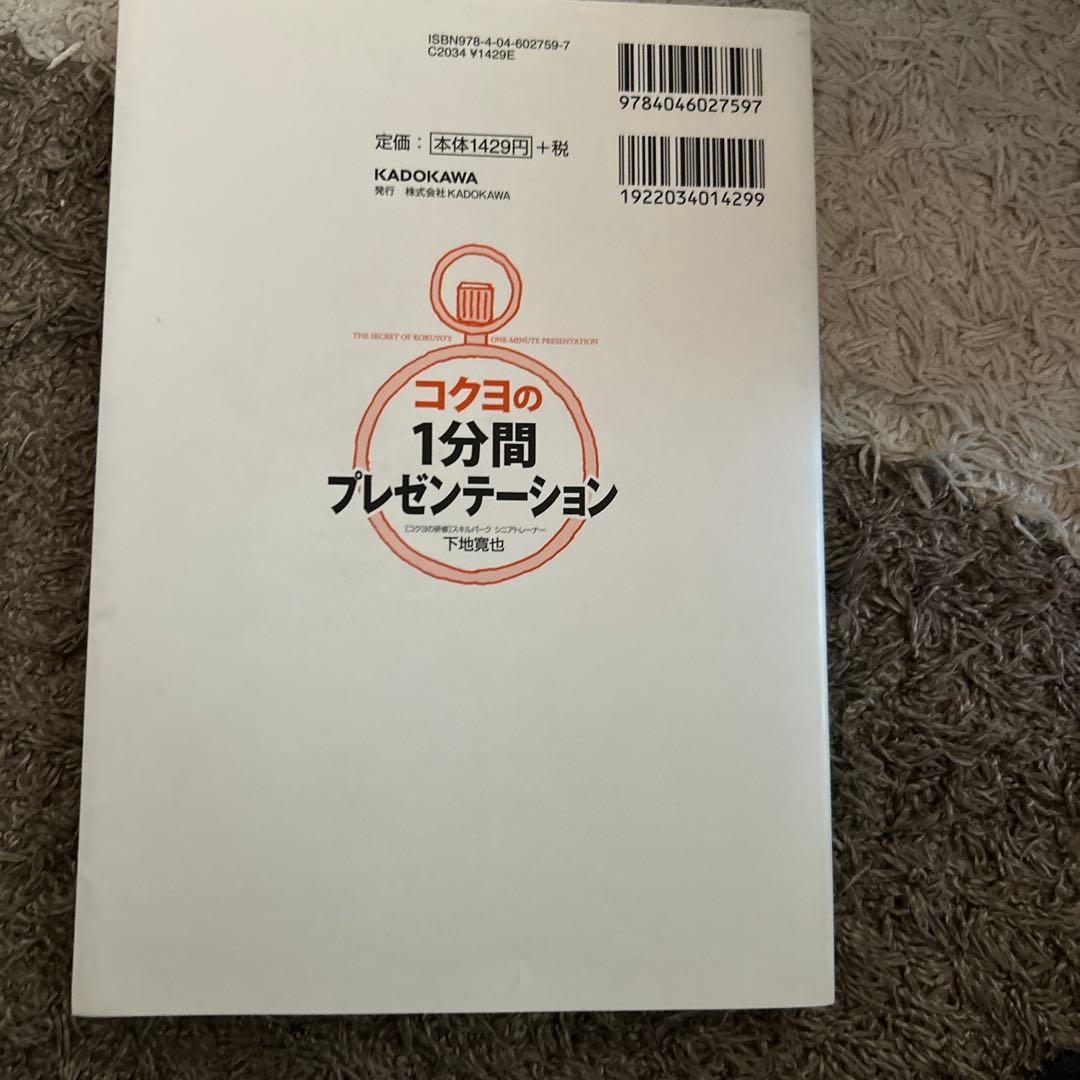 ISBN978-4-04-602759-7
C2034 ¥1429E
9784046027597
定価：本体1429円＋税
KADOKAWA
発行　株式会社KADOKAWA
1922034014299
THE SECRET OF KOKUYO'S ONE-MINUTE PRESENTATION
コクヨの
1分間
プレゼンテーション
[コクヨの研修]スキルパーク シニアトレーナー
下地寛也